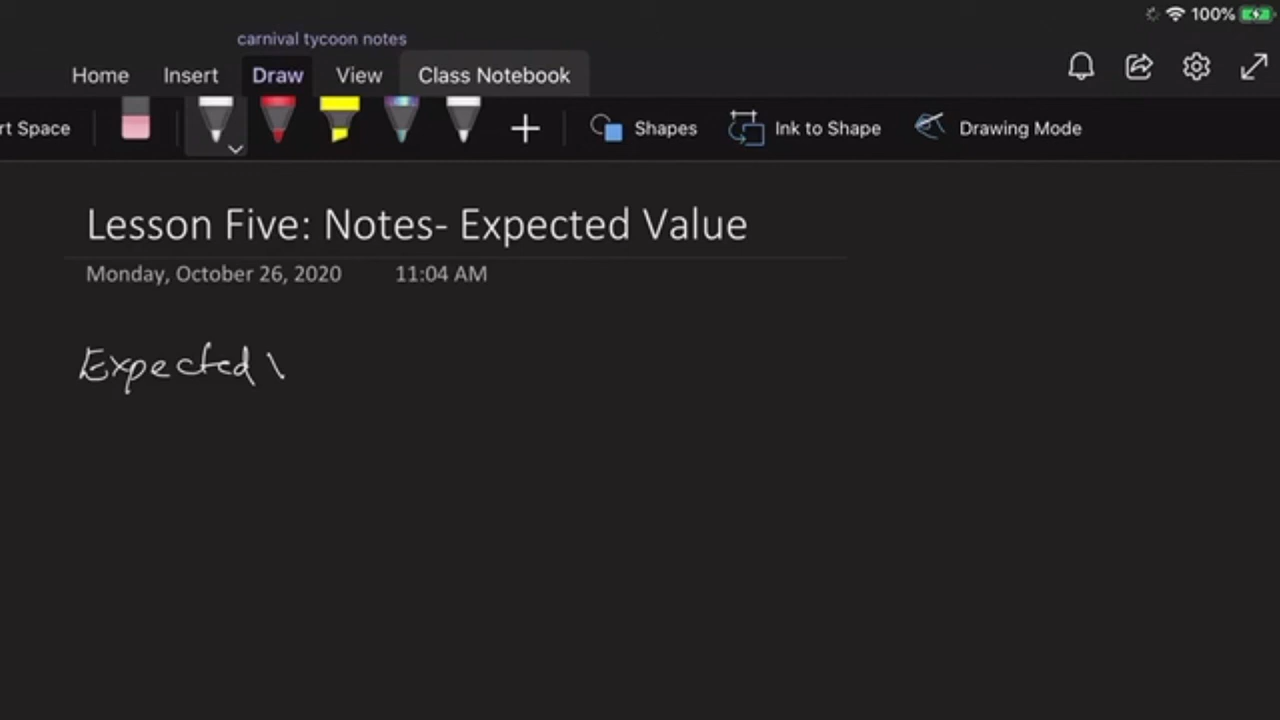 100%
carnival tycoon notes
Home Insert Draw View Class Notebook
rt Space Shapes Ink to Shape Drawing Mode
Lesson Five: Notes- Expected Value
Monday, October 26, 2020 11:04 AM
Expected \